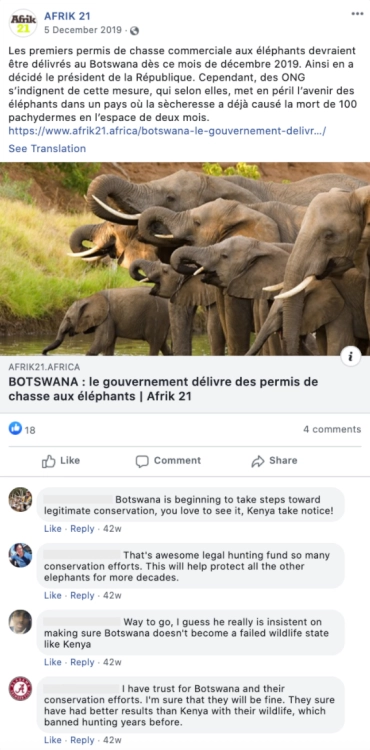 Afrik
21
AFRIK 21
5 December 2019 ·
Les premiers permis de chasse commerciale aux éléphants devraient
être délivrés au Botswana dès ce mois de décembre 2019. Ainsi en a
décidé le président de la République. Cependant, des ONG
s'indignent de cette mesure, qui selon elles, met en péril l'avenir des
éléphants dans un pays où la sècheresse a déjà causé la mort de 100
pachydermes en l'espace de deux mois.
https://www.afrik21.africa/botswana-le-gouvernement-delivr.../
See Translation
i
AFRIK21.AFRICA
BOTSWANA : le gouvernement délivre des permis de
chasse aux éléphants | Afrik 21
18
4 comments
Like
Comment
Share
Botswana is beginning to take steps toward
legitimate conservation, you love to see it, Kenya take notice!
Like · Reply · 42w
That's awesome legal hunting fund so many
conservation efforts. This will help protect all the other
elephants for more decades.
Like · Reply · 42w
Way to go, I guess he really is insistent on
making sure Botswana doesn't become a failed wildlife state
like Kenya
Like · Reply · 42w
I have trust for Botswana and their
conservation efforts. I'm sure that they will be fine. They sure
have had better results than Kenya with their wildlife, which
banned hunting years before.
Like · Reply · 42w